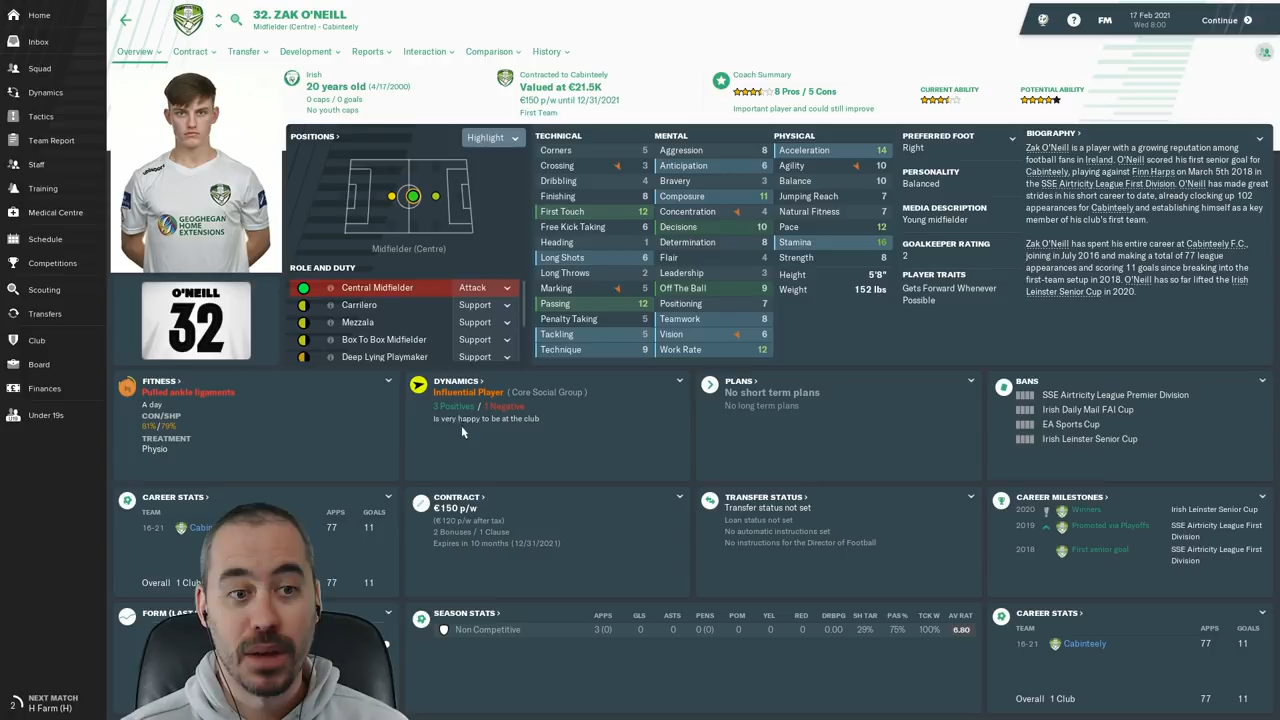 Home
Inbox
Squad
Dynamics
Tactics
Team Report
Staff
Training
Medical Centre
Schedule
Competitions
Scouting
Transfers
Club
Board
Finances
Under 19s
NEXT MATCH
H Farm (H)
32. ZAK O'NEILL
Midfielder (Centre) - Cabinteely
FM
17 Feb 2021
Wed 8:00
Continue
Overview
Contract
Transfer
Development
Reports
Interaction
Comparison
History
Irish
20 years old (4/17/2000)
0 caps / 0 goals
No youth caps
Contracted to Cabinteely
Valued at €21.5K
€150 p/w until 12/31/2021
First Team
Coach Summary
8 Pros / 5 Cons
Important player and could still improve
CURRENT ABILITY
POTENTIAL ABILITY
GEOGHEGAN
HOME
EXTENSIONS
O'NEILL
32
POSITIONS
Highlight
Midfielder (Centre)
ROLE AND DUTY
Central Midfielder Attack
Carrilero Support
Mezzala Support
Box To Box Midfielder Support
Deep Lying Playmaker Support
TECHNICAL
Corners 5
Crossing 3
Dribbling 4
Finishing 8
First Touch 12
Free Kick Taking 6
Heading 1
Long Shots 6
Long Throws 2
Marking 5
Passing 12
Penalty Taking 5
Tackling 5
Technique 9
MENTAL
Aggression 8
Anticipation 6
Bravery 3
Composure 11
Concentration 4
Decisions 10
Determination 8
Flair 4
Leadership 3
Off The Ball 9
Positioning 7
Teamwork 8
Vision 6
Work Rate 12
PHYSICAL
Acceleration 14
Agility 10
Balance 10
Jumping Reach 7
Natural Fitness 7
Pace 12
Stamina 16
Strength 8
Height 5'8"
Weight 152 lbs
PREFERRED FOOT
Right
PERSONALITY
Balanced
MEDIA DESCRIPTION
Young midfielder
GOALKEEPER RATING
2
PLAYER TRAITS
Gets Forward Whenever
Possible
BIOGRAPHY
Zak O'Neill is a player with a growing reputation among
football fans in Ireland. O'Neill scored his first senior goal for
Cabinteely, playing against Finn Harps on March 5th 2018 in
the SSE Airtricity League First Division. O'Neill has made great
strides in his short career to date, already clocking up 102
appearances for Cabinteely and establishing himself as a key
member of his club's first team.
Zak O'Neill has spent his entire career at Cabinteely F.C.,
joining in July 2016 and making a total of 77 league
appearances and scoring 11 goals since breaking into the
first-team setup in 2018. O'Neill has so far lifted the Irish
Leinster Senior Cup in 2020.
FITNESS
Pulled ankle ligaments
A day
CON/SHP
81%/79%
TREATMENT
Physio
DYNAMICS
Influential Player ( Core Social Group )
3 Positives / 1 Negative
Is very happy to be at the club
PLANS
No short term plans
No long term plans
BANS
SSE Airtricity League Premier Division
Irish Daily Mail FAI Cup
EA Sports Cup
Irish Leinster Senior Cup
CAREER STATS
TEAM APPS GOALS
16-21 Cabin 77 11
Overall 1 Club 77 11
CONTRACT
€150 p/w
(€120 p/w after tax)
2 Bonuses / 1 Clause
Expires in 10 months (12/31/2021)
TRANSFER STATUS
Transfer status not set
Loan status not set
No automatic instructions set
No instructions for the Director of Football
CAREER MILESTONES
2020 Winners Irish Leinster Senior Cup
2019 Promoted via Playoffs SSE Airtricity League First
Division
2018 First senior goal SSE Airtricity League First
Division
FORM (LAST
SEASON STATS
APPS GLS ASTS PENS POM YEL RED DRBPG SH TAR PAS % TCK W AV RAT
Non Competitive 3 (0) 0 0 0 (0) 0 0 0 0.00 29% 75% 100% 6.80
CAREER STATS
TEAM APPS GOALS
16-21 Cabinteely 77 11
Overall 1 Club 77 11